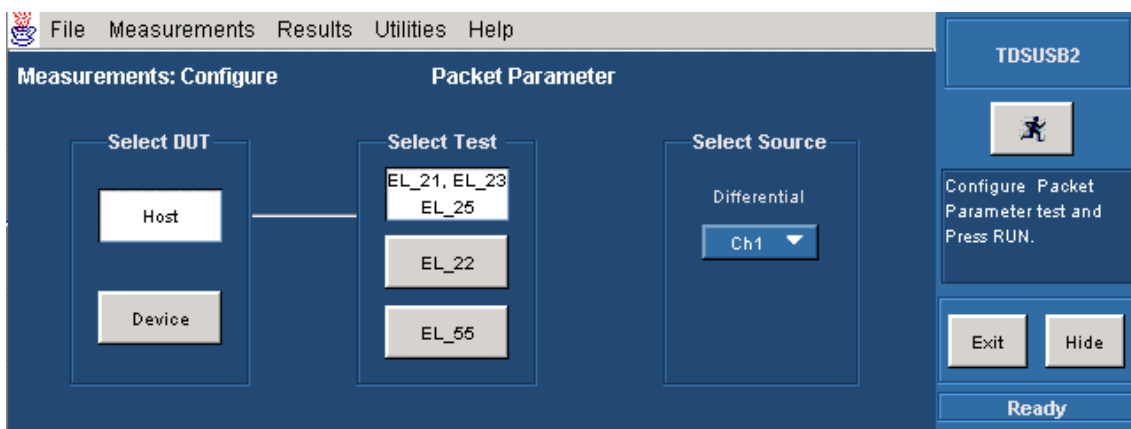 File Measurements Results Utilities Help
TDSUSB2
Measurements: Configure Packet Parameter
Select DUT
Host
Device
Select Test
EL_21, EL_23
EL_25
EL_22
EL_55
Select Source
Differential
Ch1
Configure Packet
Parameter test and
Press RUN.
Exit Hide
Ready